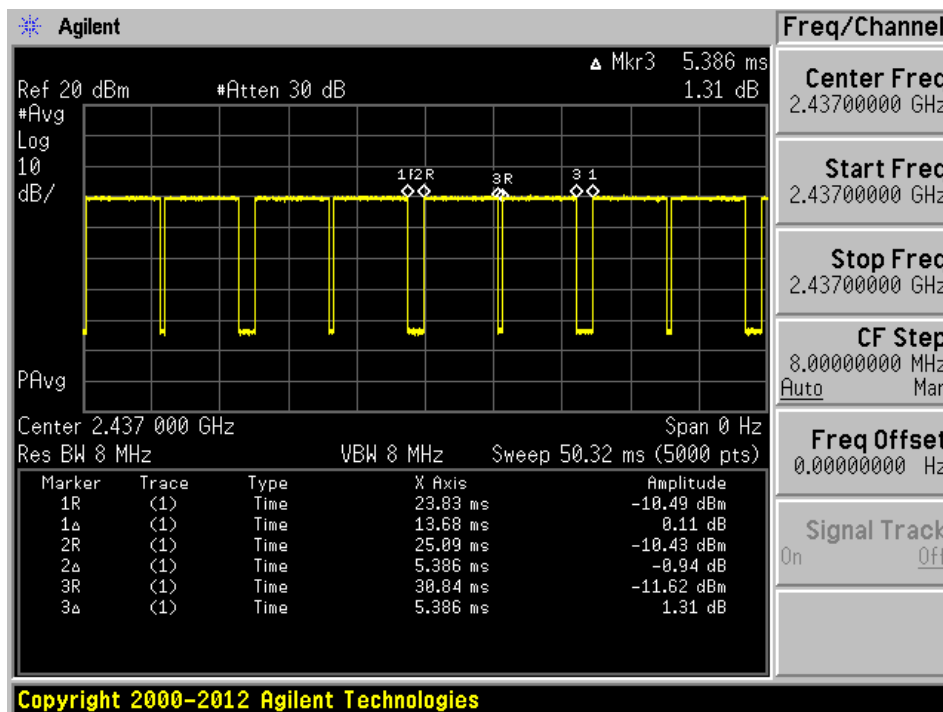 Agilent
Freq/Channel
▵ Mkr3 5.386 ms
Ref 20 dBm #Atten 30 dB 1.31 dB
#Avg
Log
10
dB/
1 2R 3R 3 1
PAvg
Center 2.437 000 GHz Span 0 Hz
Res BW 8 MHz VBW 8 MHz Sweep 50.32 ms (5000 pts)
Marker Trace Type X Axis Amplitude
1R (1) Time 23.83 ms -10.49 dBm
1▵ (1) Time 13.68 ms 0.11 dB
2R (1) Time 25.09 ms -10.43 dBm
2▵ (1) Time 5.386 ms -0.94 dB
3R (1) Time 30.84 ms -11.62 dBm
3▵ (1) Time 5.386 ms 1.31 dB
Center Freq
2.43700000 GHz
Start Freq
2.43700000 GHz
Stop Freq
2.43700000 GHz
CF Step
8.00000000 MHz
Auto Man
Freq Offset
0.00000000 Hz
Signal Track
On Off
Copyright 2000-2012 Agilent Technologies